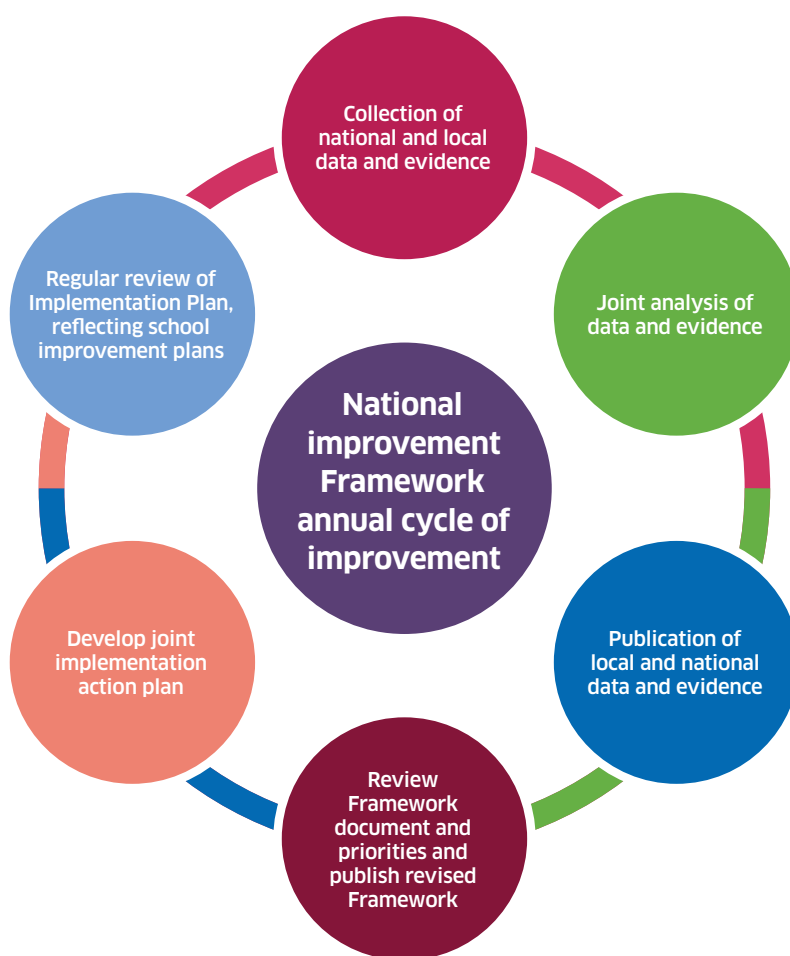 Collection of
national and local
data and evidence
Joint analysis of
data and evidence
Publication of
local and national
data and evidence
Review
Framework
document and
priorities and
publish revised
Framework
Develop joint
implementation
action plan
Regular review of
Implementation Plan,
reflecting school
improvement plans
National
improvement
Framework
annual cycle of
improvement